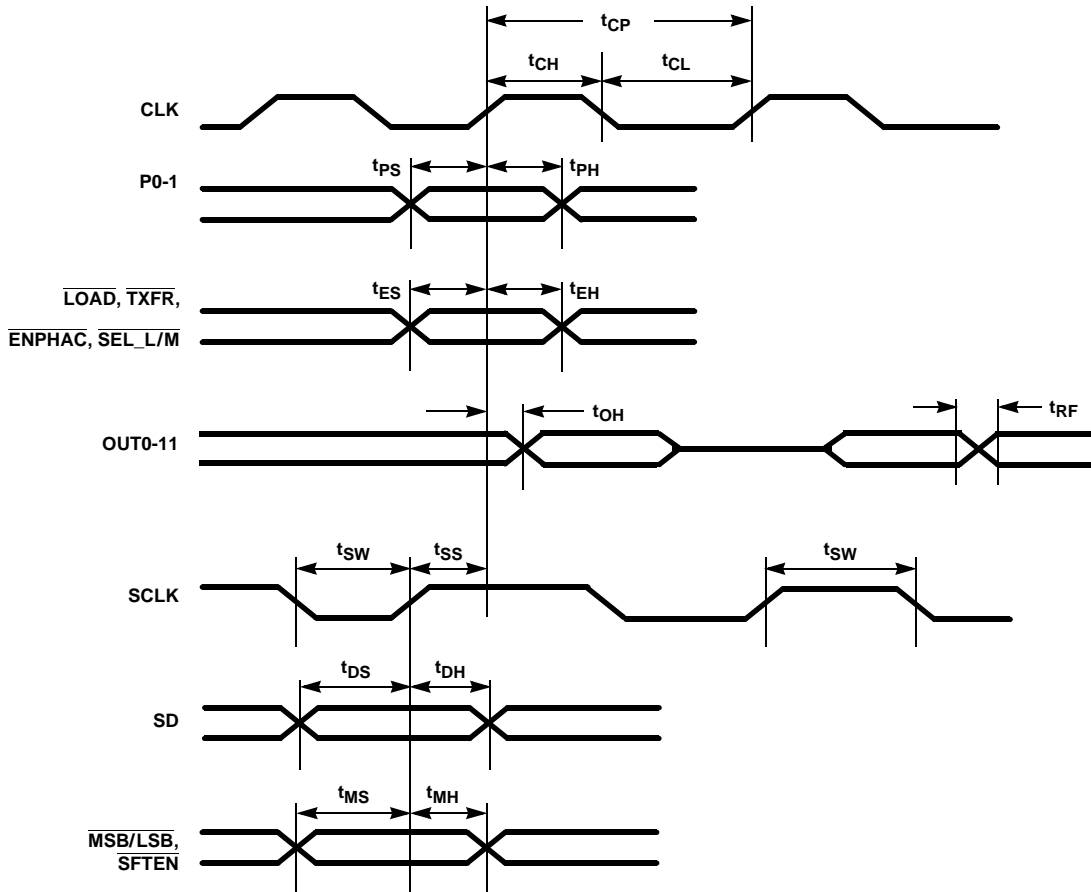 tCP
tCH
tCL
CLK
tPS
tPH
P0-1
tES
tEH
LOAD, TXFR,
ENPHAC, SEL_L/M
tOH
tRF
OUT0-11
tSW
tSS
tSW
SCLK
tDS
tDH
SD
tMS
tMH
MSB/LSB,
SFTEN